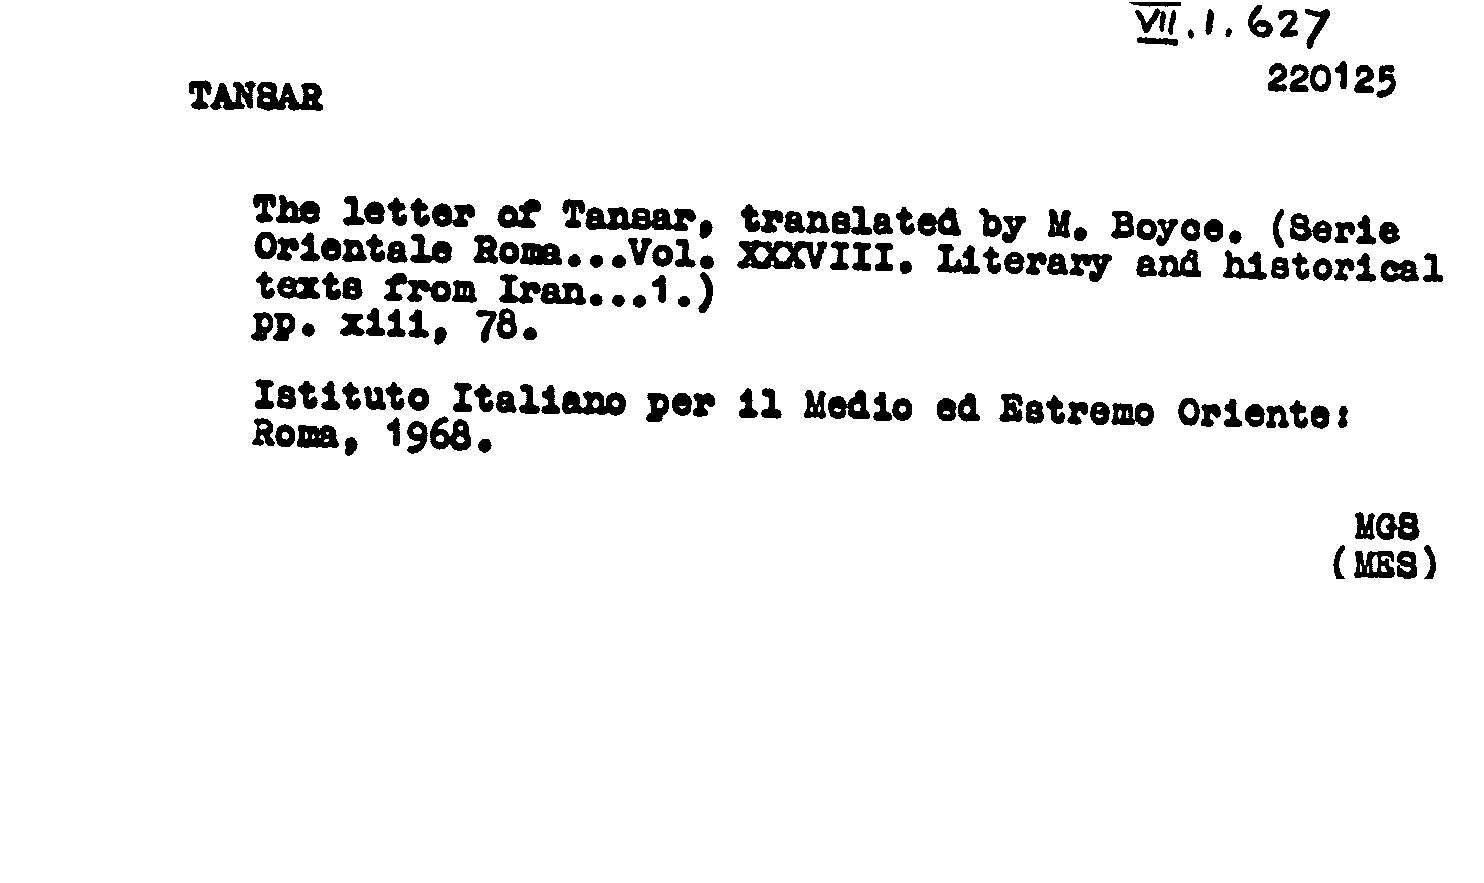 VII.1.627
220125
TANSAR
The letter of Tansar, translated by M. Boyce. (Serie
Orientale Roma...Vol. XXXVIII. Literary and historical
texts from Iran...1.)
pp. xiii, 78.
Istituto Italiano per il Medio ed Estremo Oriente:
Roma, 1968.
MGS
(MES)